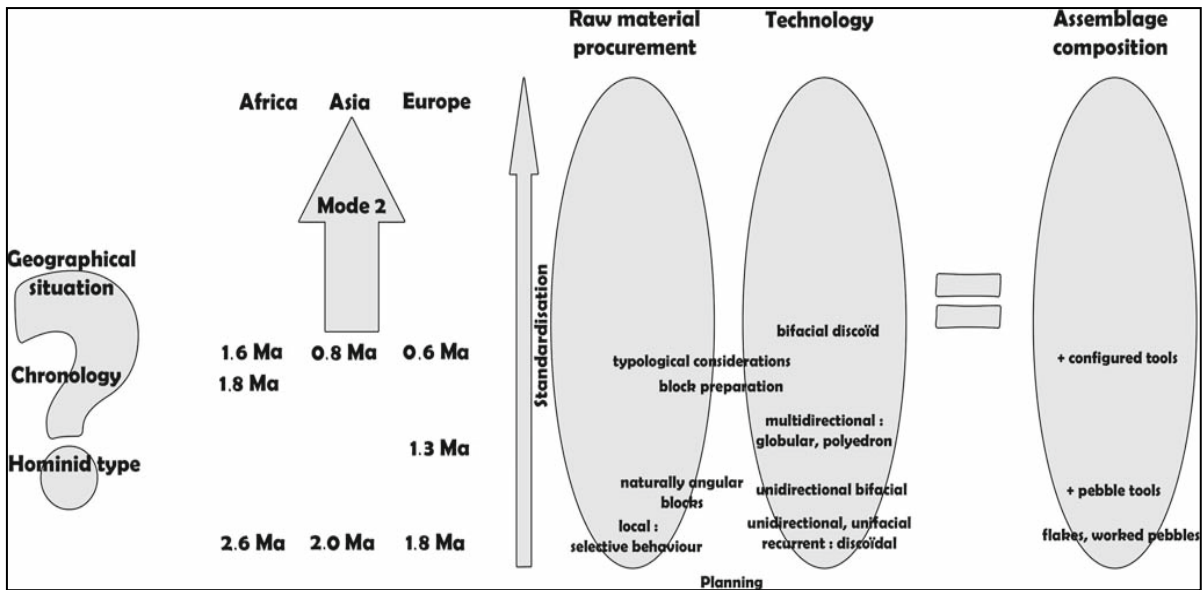 Raw material
procurement
Technology
Assemblage
composition
Africa Asia Europe
Mode 2
Geographical
situation
Chronology
Hominid type
1.6 Ma 0.8 Ma 0.6 Ma
1.8 Ma
1.3 Ma
2.6 Ma 2.0 Ma 1.8 Ma
Standardisation
typological considerations
block preparation
naturally angular
blocks
local :
selective behaviour
bifacial discoïd
multidirectional :
globular, polyedron
unidirectional bifacial
unidirectional, unifacial
recurrent : discoïdal
+ configured tools
+ pebble tools
flakes, worked pebbles
Planning